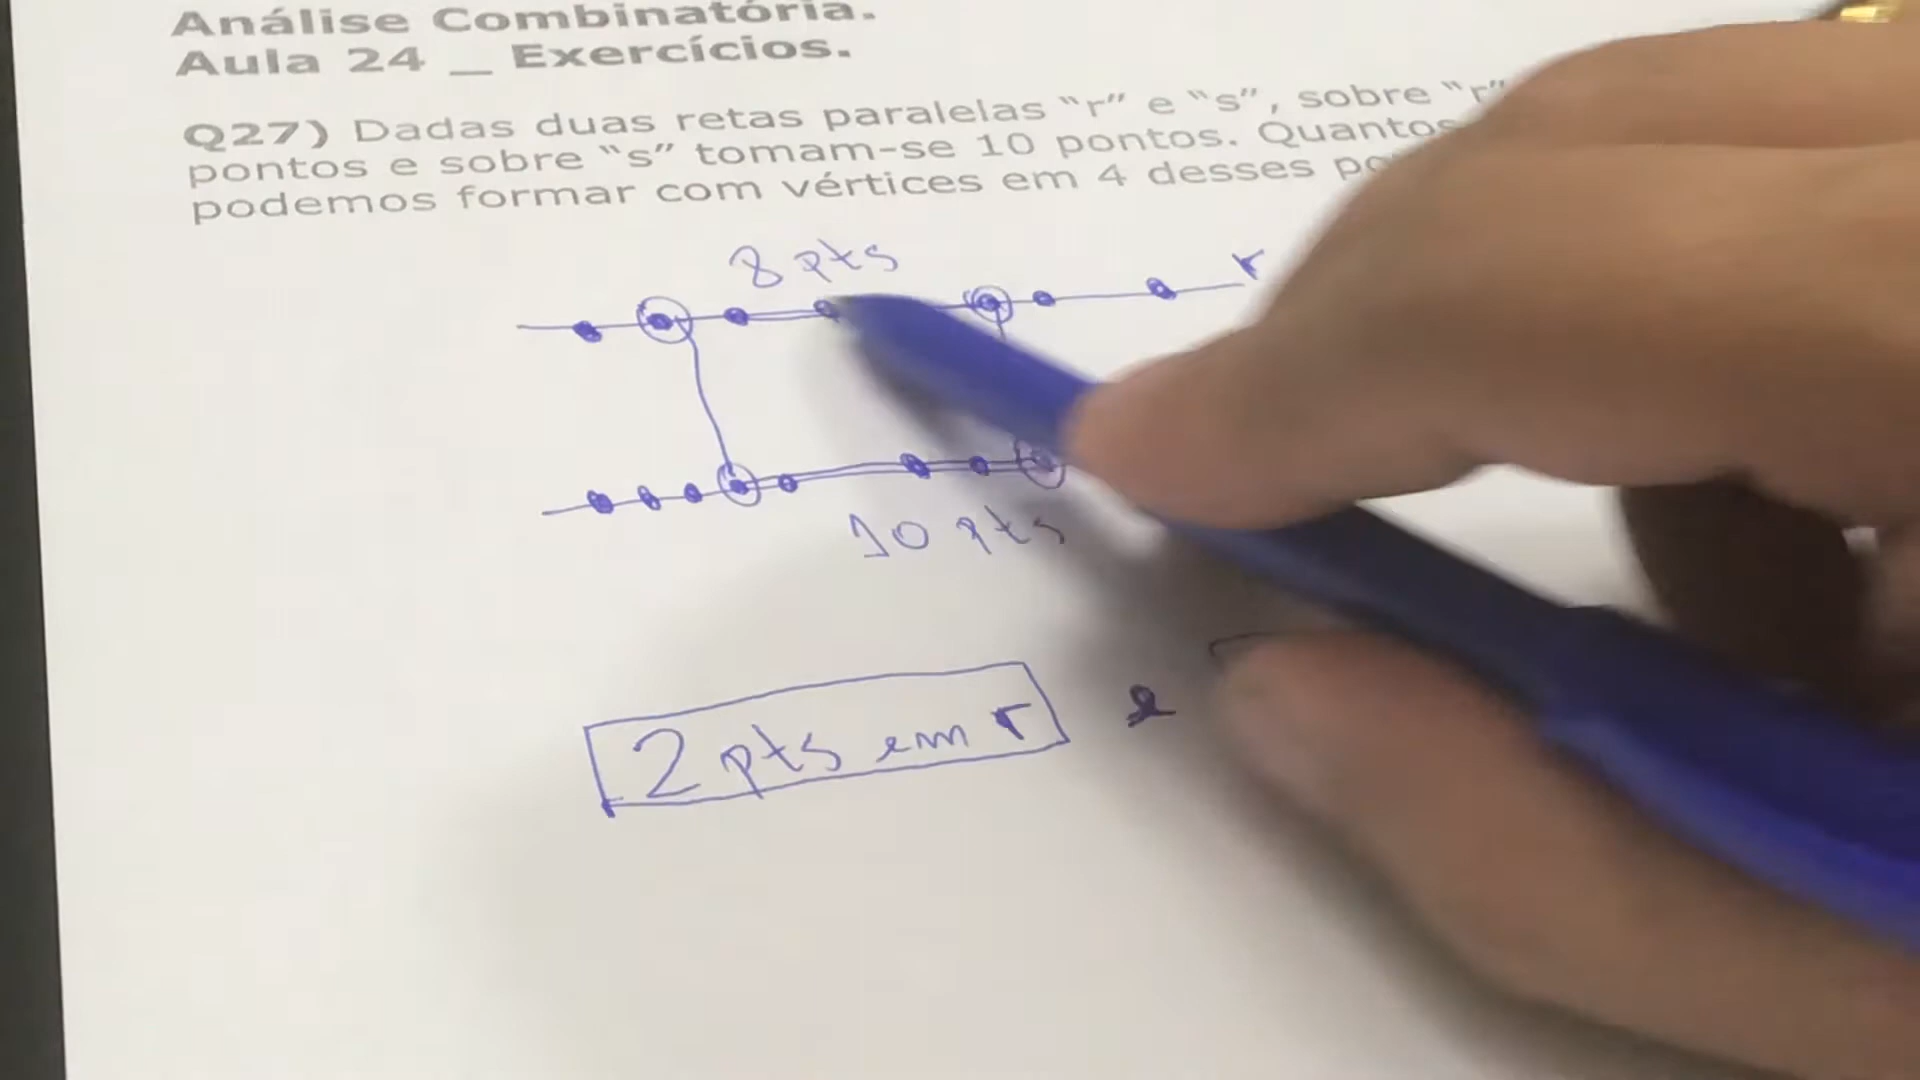 Análise Combinatória.
Aula 24 _ Exercícios.
Q27) Dadas duas retas paralelas “r” e “s”, sobre “r”
pontos e sobre “s” tomam-se 10 pontos. Quantos
podemos formar com vértices em 4 desses
8 pts
r
10 pts
2 pts em r e